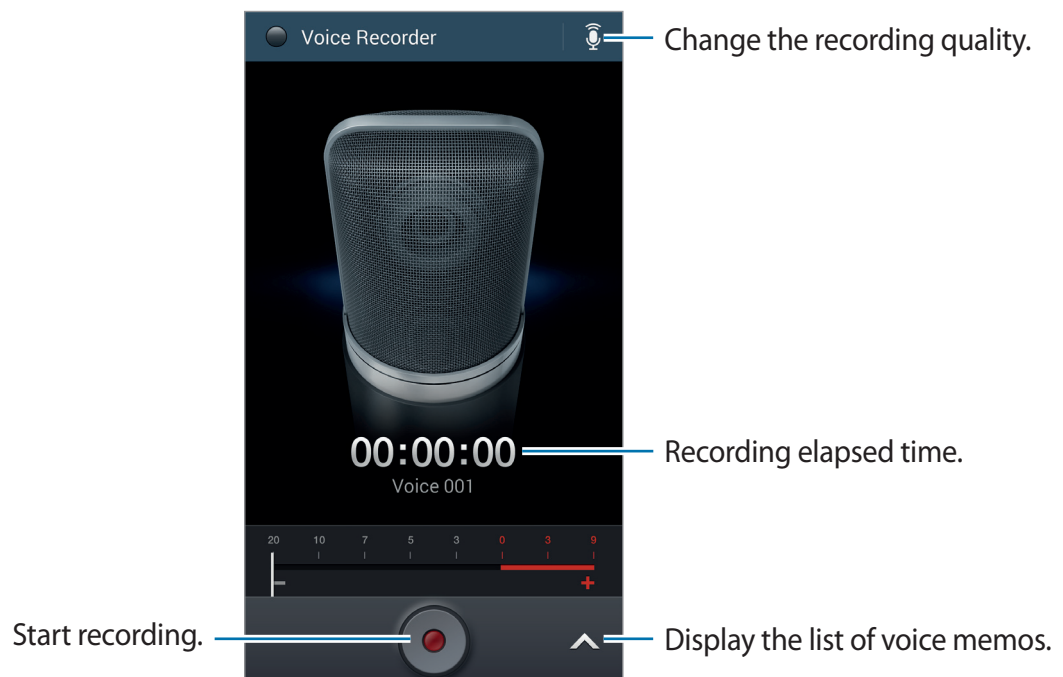 Voice Recorder
Change the recording quality.
00:00:00
Recording elapsed time.
Voice 001
20 10 7 5 3 0 3 9
− +
Start recording.
Display the list of voice memos.